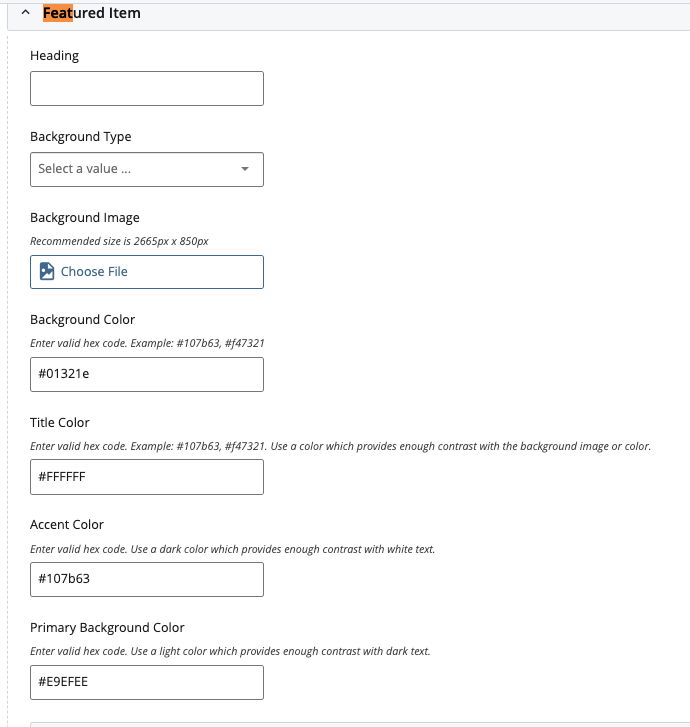 Featured Item
Heading
Background Type
Select a value ...
Background Image
Recommended size is 2665px x 850px
Choose File
Background Color
Enter valid hex code. Example: #107b63, #f47321
#01321e
Title Color
Enter valid hex code. Example: #107b63, #f47321. Use a color which provides enough contrast with the background image or color.
#FFFFFF
Accent Color
Enter valid hex code. Use a dark color which provides enough contrast with white text.
#107b63
Primary Background Color
Enter valid hex code. Use a light color which provides enough contrast with dark text.
#E9EFEE